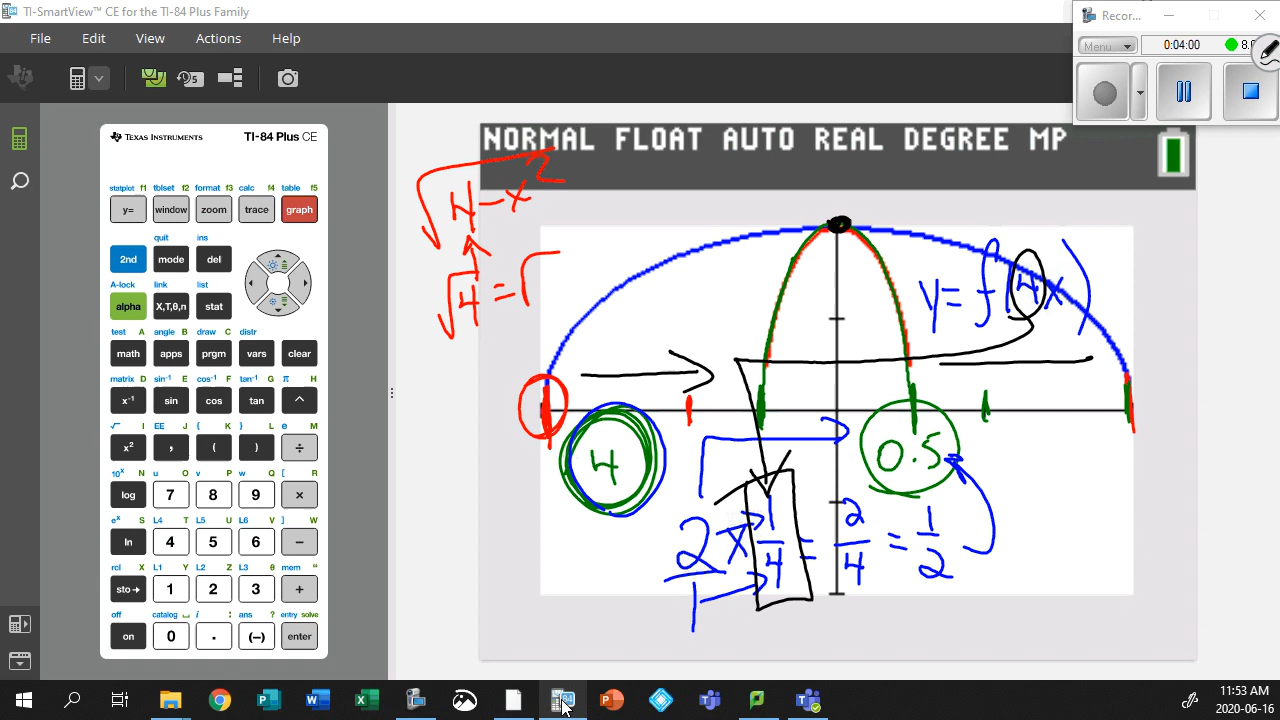 TI-SmartView™ CE for the TI-84 Plus Family
File Edit View Actions Help
Recor...
Menu 0:04:00 8.0
TEXAS INSTRUMENTS TI-84 Plus CE
statplot f1 tblset f2 format f3 calc f4 table f5
y= window zoom trace graph
quit ins
2nd mode del
A-lock link list
alpha X,T,θ,n stat
test A angle B draw C distr
math apps prgm vars clear
matrix D sin⁻¹ E cos⁻¹ F tan⁻¹ G π H
x⁻¹ sin cos tan ^
√ I EE J { K } L e M
x² , ( ) ÷
10ˣ N u O v P w Q [ R
log 7 8 9 ×
eˣ S L4 T L5 U L6 V ] W
ln 4 5 6 −
rcl X L1 Y L2 Z L3 θ mem "
sto→ 1 2 3 +
off catalog ␣ i : ans ? entry solve
on 0 . (−) enter
NORMAL FLOAT AUTO REAL DEGREE MP
√4-x²
√4 = √
y = f(4x)
4
0.5
2/1 × 1/4 = 2/4 = 1/2
11:53 AM
2020-06-16